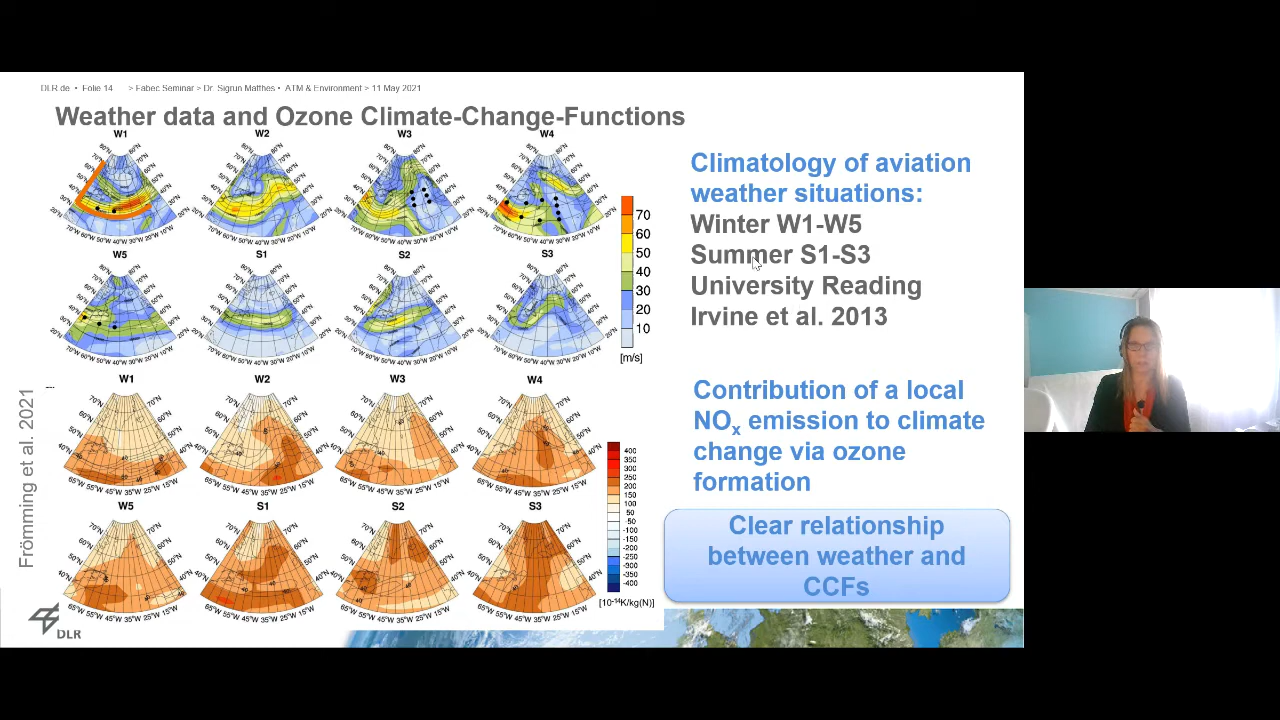 DLR.de • Folie 14 > Fabec Seminar > Dr. Sigrun Matthes • ATM & Environment > 11 May 2021
Weather data and Ozone Climate-Change-Functions
W1 W2 W3 W4
W5 S1 S2 S3
70
60
50
40
30
20
10
[m/s]
Climatology of aviation
weather situations:
Winter W1-W5
Summer S1-S3
University Reading
Irvine et al. 2013
W1 W2 W3 W4
W5 S1 S2 S3
400
350
300
250
200
150
100
50
-50
-100
-150
-200
-250
-300
-350
-400
[10-14K/kg(N)]
Frömming et al. 2021
Contribution of a local
NOx emission to climate
change via ozone
formation
Clear relationship
between weather and
CCFs
DLR